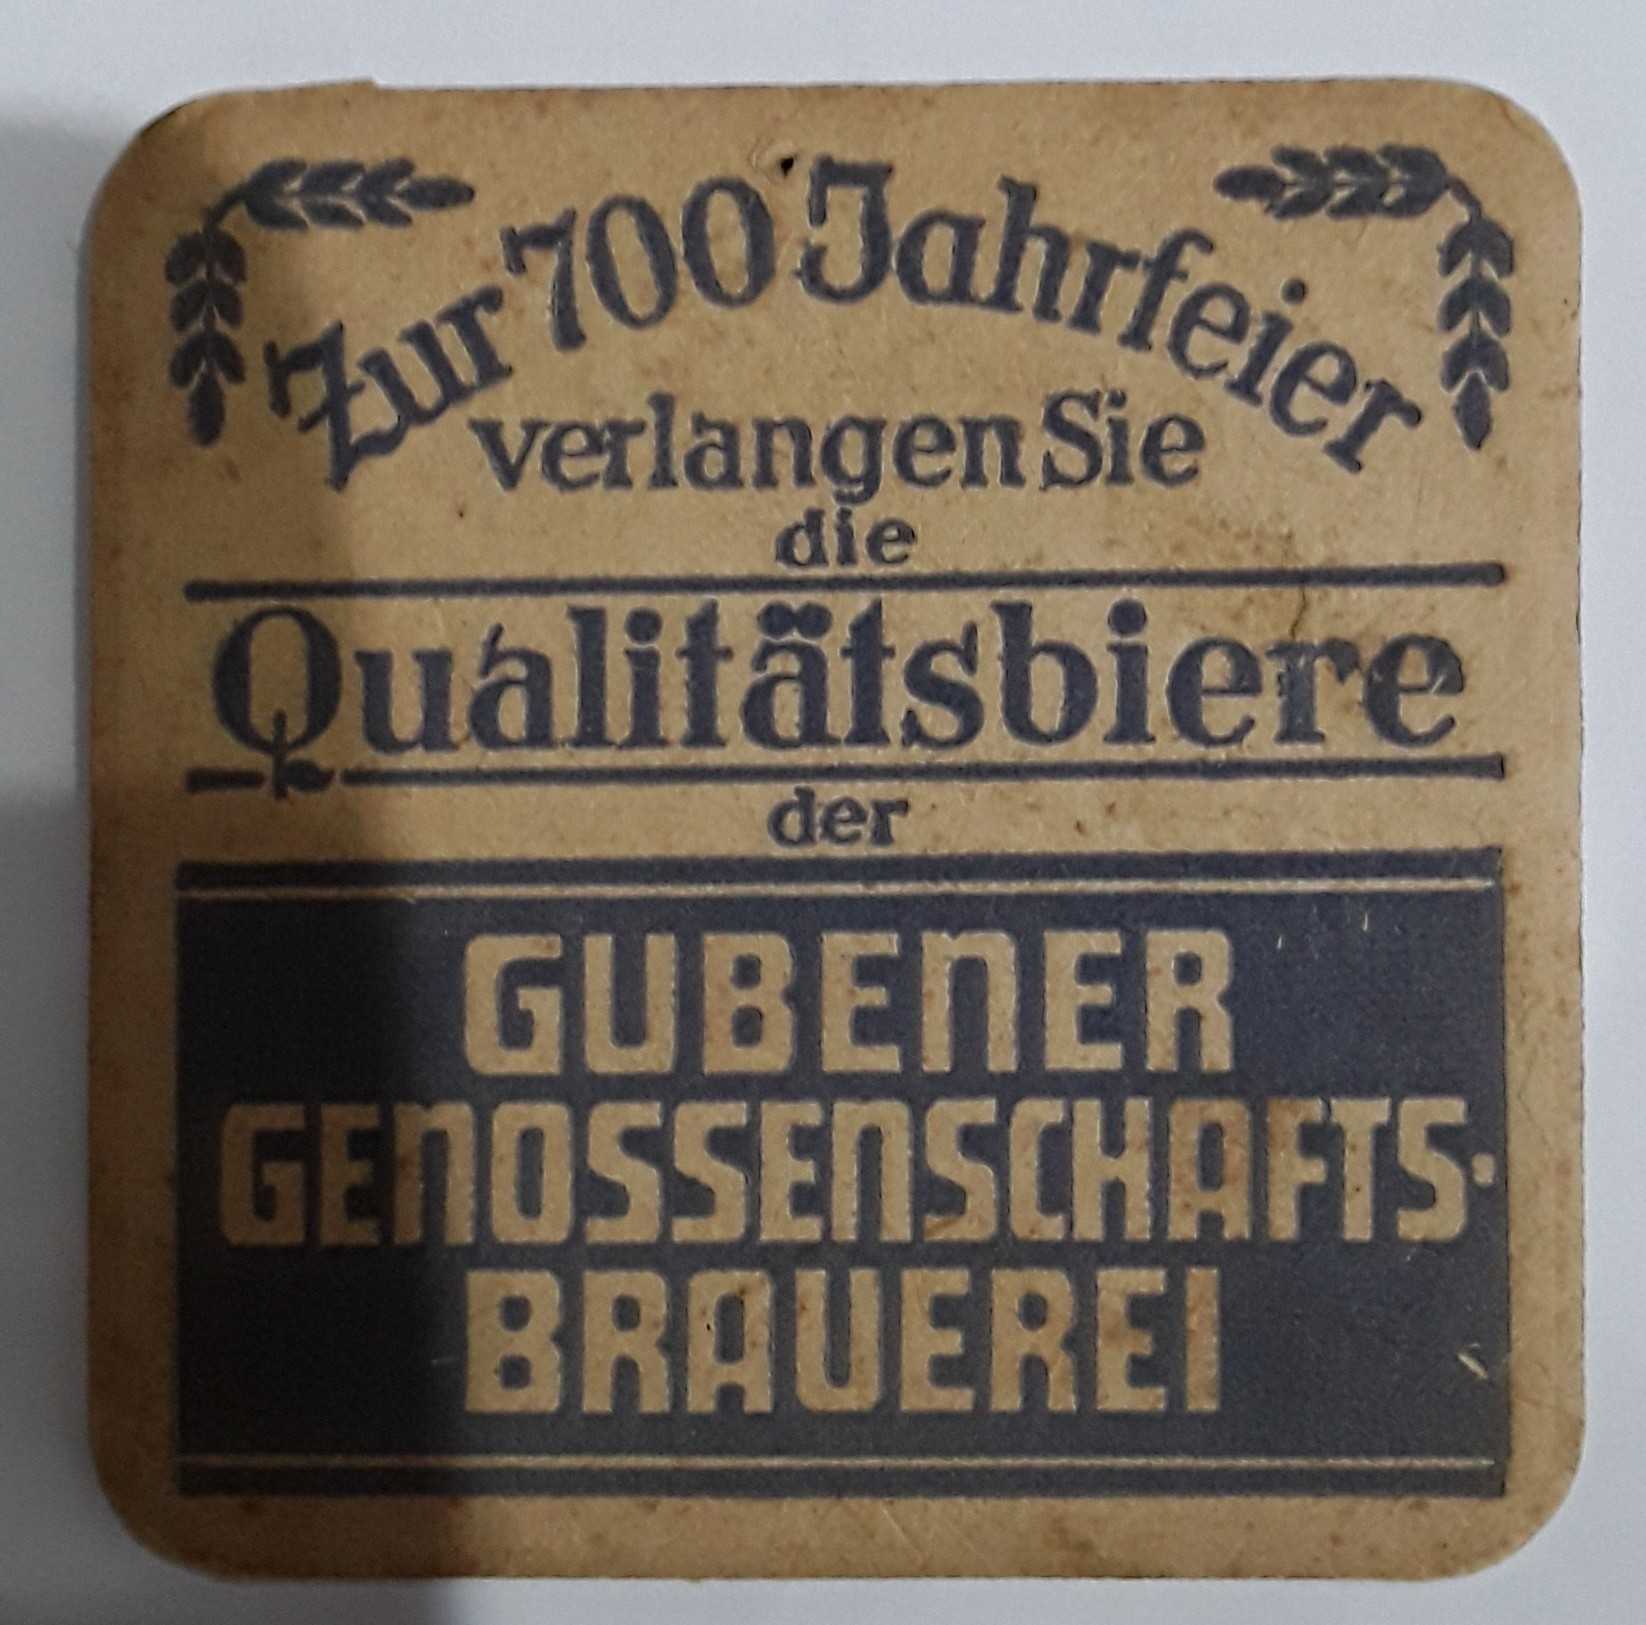 Zur 700 Jahrfeier
verlangen Sie
die
Qualitätsbiere
der
GUBENER
GENOSSENSCHAFTS-
BRAUEREI